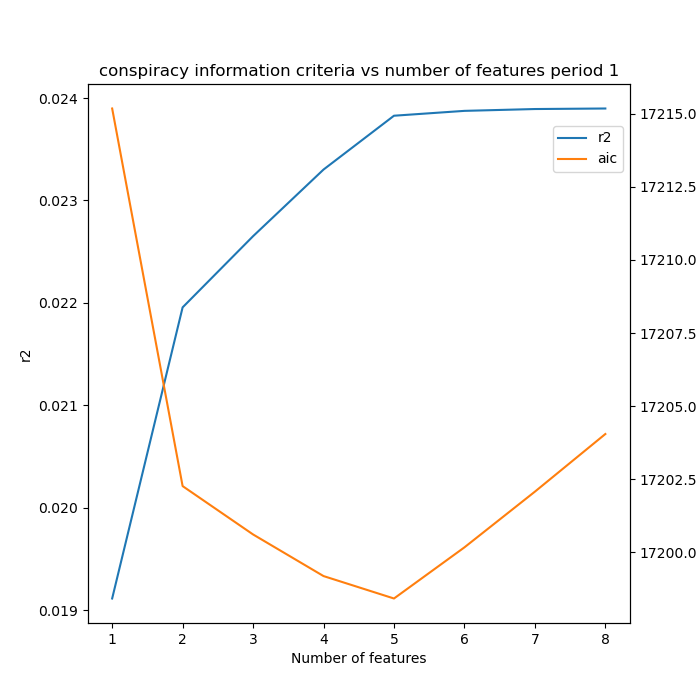 conspiracy information criteria vs number of features period 1
0.024
0.023
0.022
0.021
0.020
0.019
r2
17215.0
17212.5
17210.0
17207.5
17205.0
17202.5
17200.0
r2
aic
1 2 3 4 5 6 7 8
Number of features